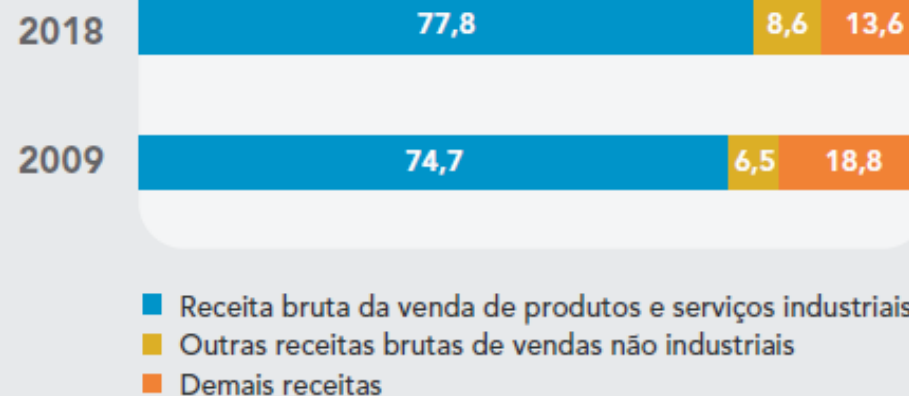 2018 77,8 8,6 13,6
2009 74,7 6,5 18,8
Receita bruta da venda de produtos e serviços industriais
Outras receitas brutas de vendas não industriais
Demais receitas